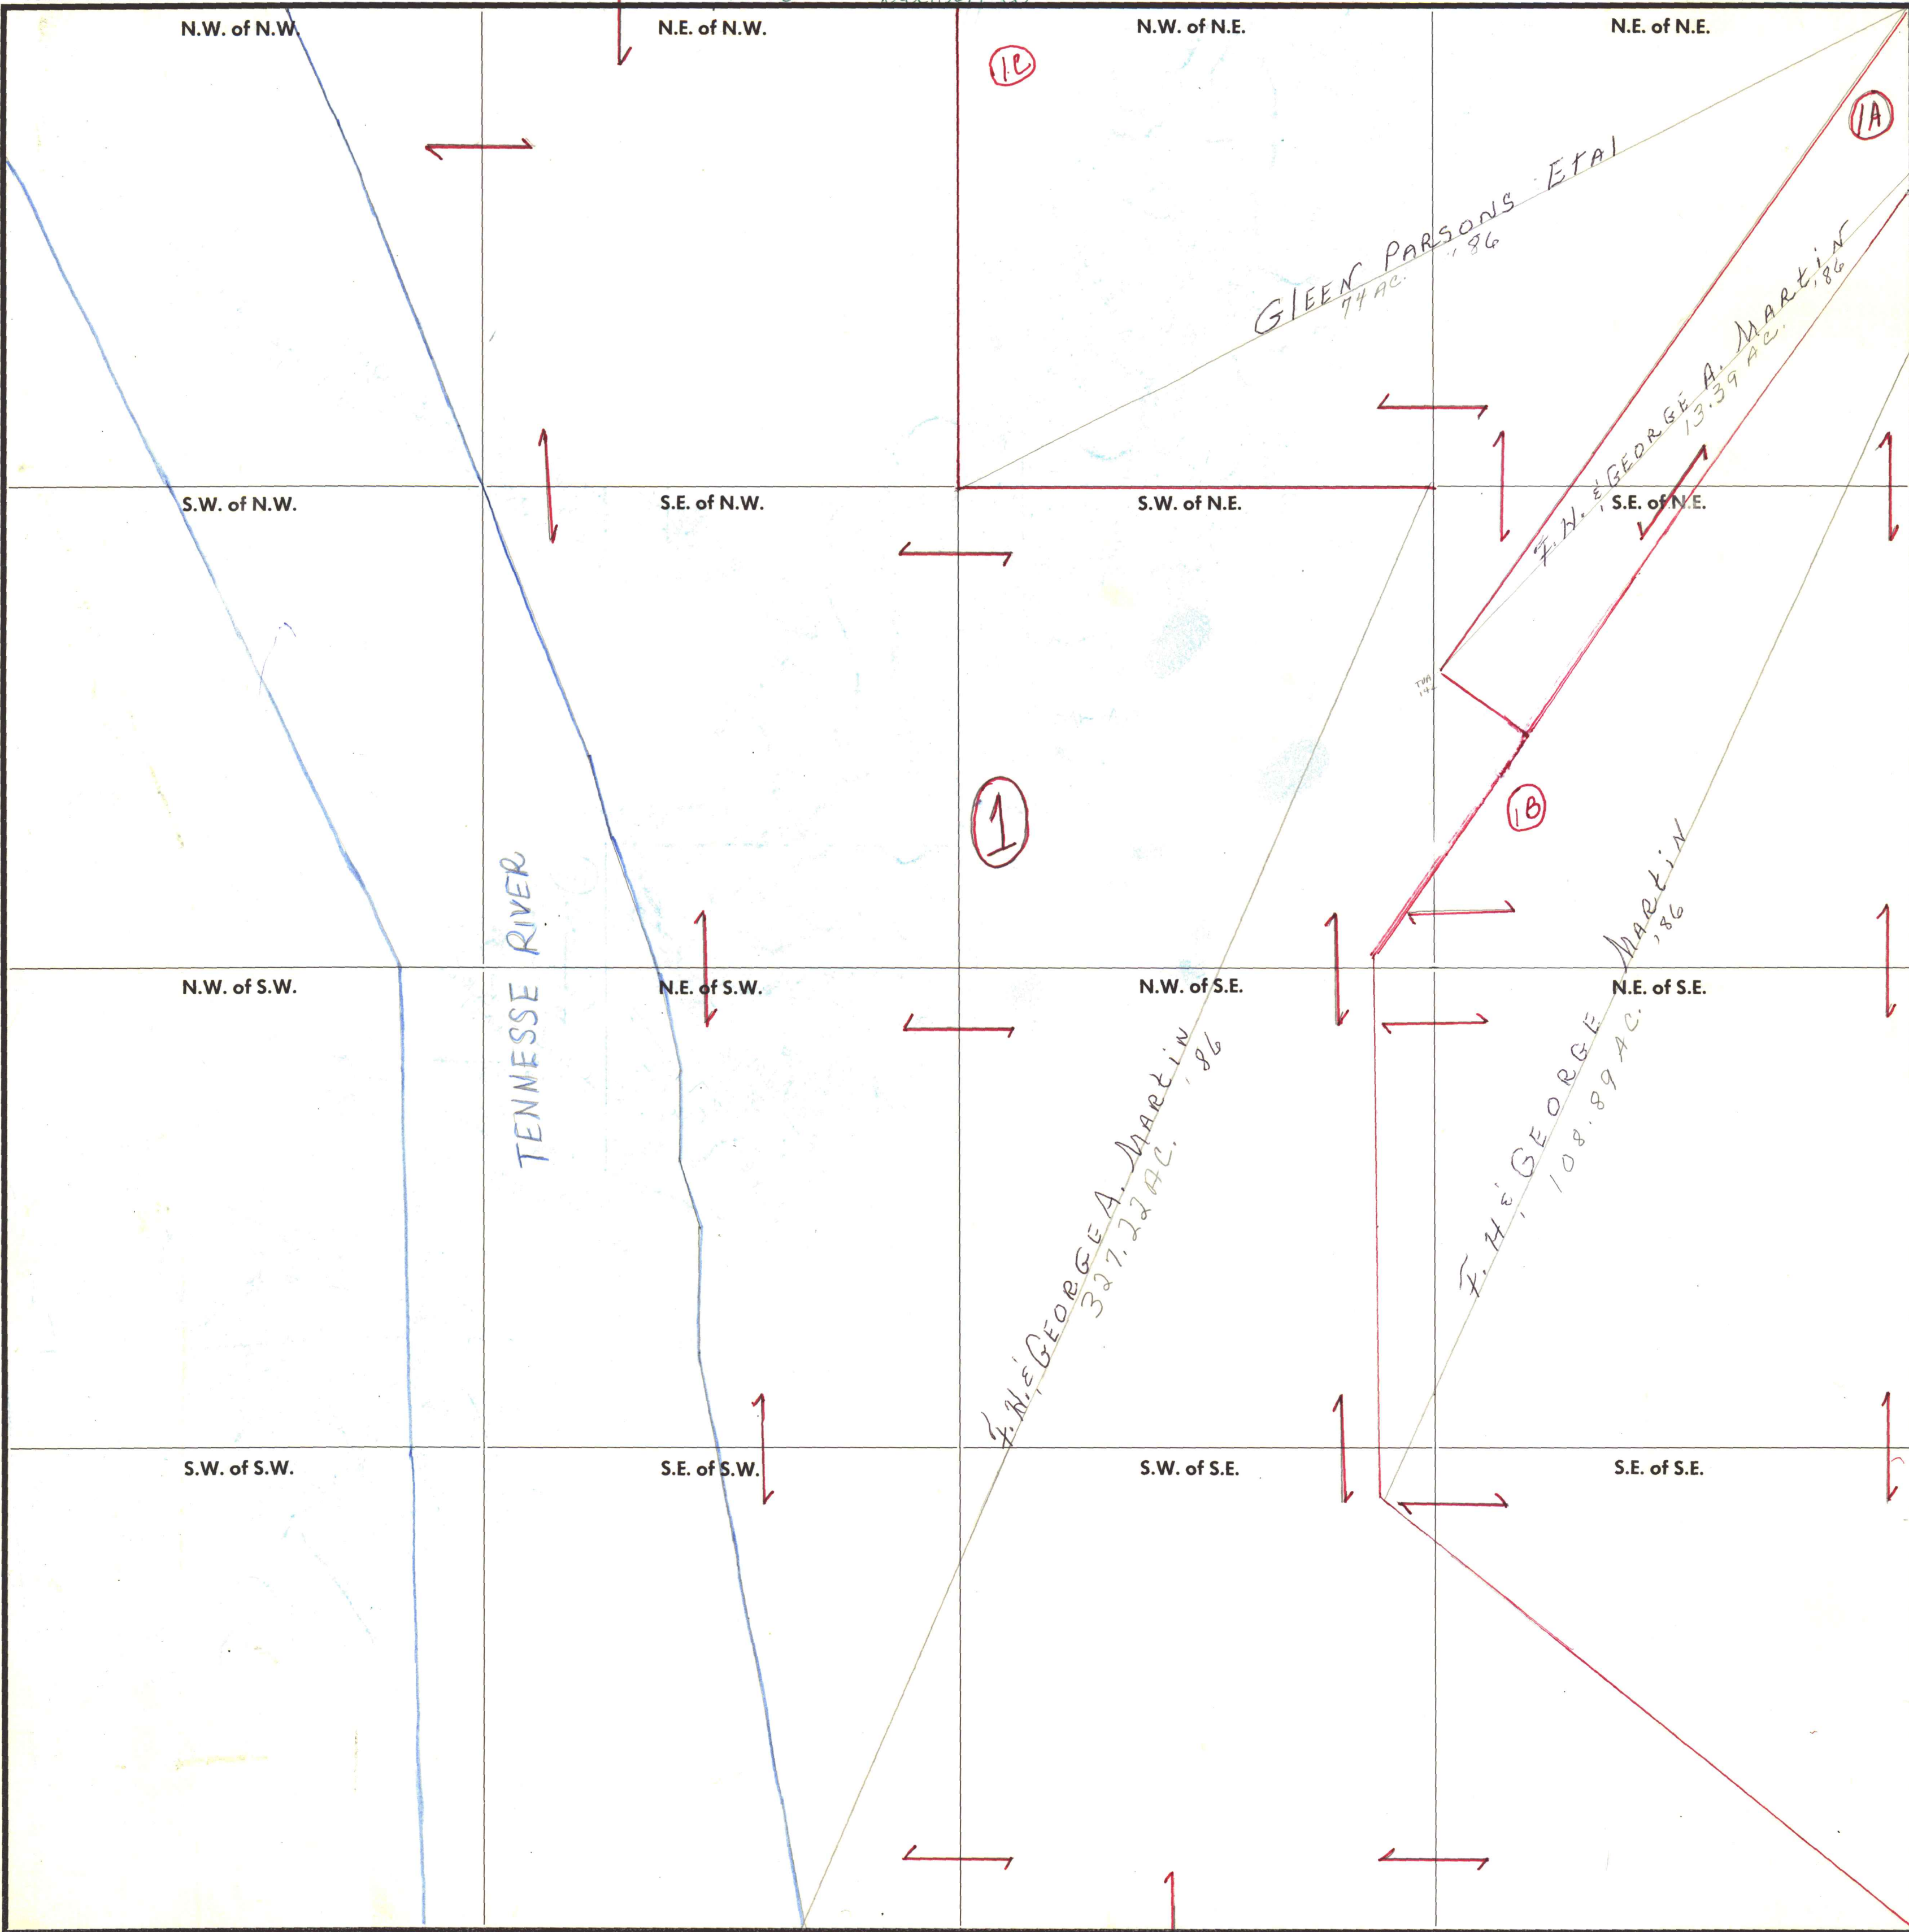 N.W. of N.W.
N.E. of N.W.
N.W. of N.E.
N.E. of N.E.
1C
1A
GlEEN PARSONS EtAl
74 AC. ,86
F. H. & GEORGE A. MARtiN
13.39 AC. ,86
S.W. of N.W.
S.E. of N.W.
S.W. of N.E.
S.E. of N.E.
TVA
1
1B
TENNESSE RIVER
N.W. of S.W.
N.E. of S.W.
N.W. of S.E.
N.E. of S.E.
F. H. & GEORGE A. MARtiN
327.22 AC. ,86
F. H. & GEORGE MARtiN
108.89 AC. ,86
S.W. of S.W.
S.E. of S.W.
S.W. of S.E.
S.E. of S.E.